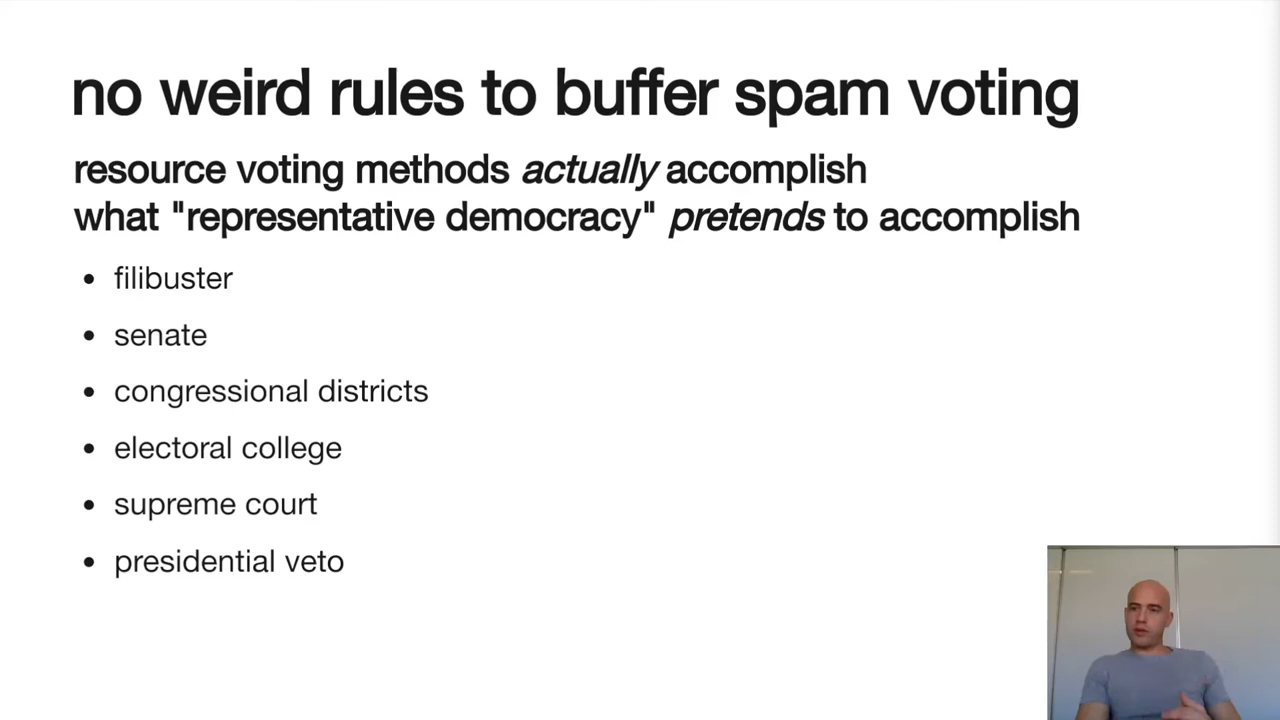 no weird rules to buffer spam voting
resource voting methods actually accomplish
what "representative democracy" pretends to accomplish
• filibuster
• senate
• congressional districts
• electoral college
• supreme court
• presidential veto